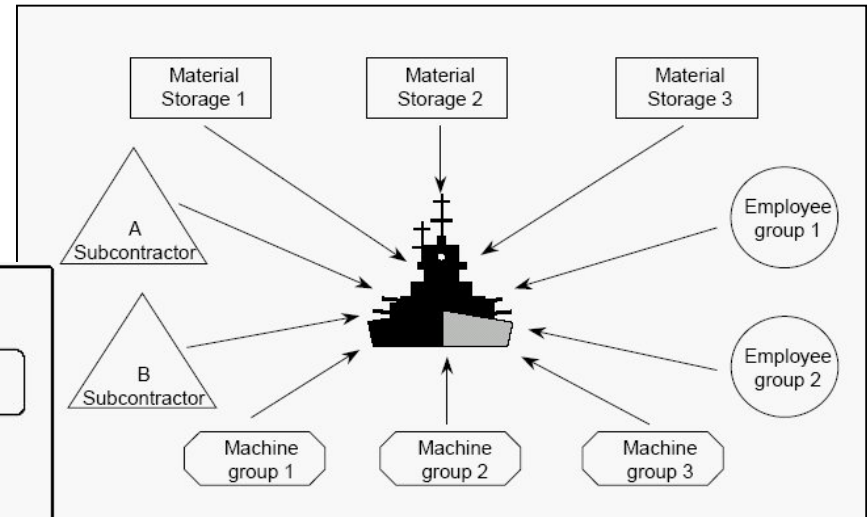 Material
Storage 1
Material
Storage 2
Material
Storage 3
A
Subcontractor
Employee
group 1
B
Subcontractor
Employee
group 2
Machine
group 1
Machine
group 2
Machine
group 3